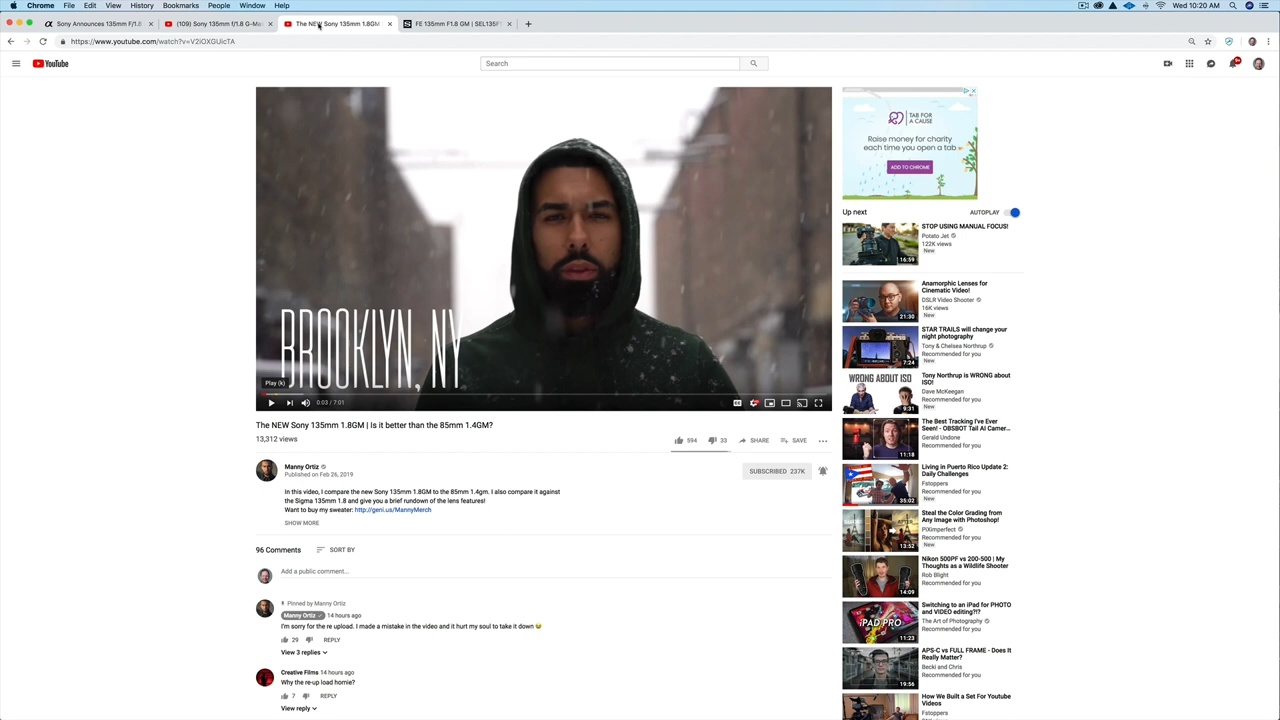 Chrome File Edit View History Bookmarks People Window Help
Wed 10:20 AM
Sony Announces 135mm F/1.8
(109) Sony 135mm f/1.8 G-Mas
The NEW Sony 135mm 1.8GM
FE 135mm F1.8 GM | SEL135F
https://www.youtube.com/watch?v=V2iOXGUicTA
YouTube
Search
9+
BROOKLYN, NY
Play (k)
0:03 / 7:01
CC
The NEW Sony 135mm 1.8GM | Is it better than the 85mm 1.4GM?
13,312 views
594
33
SHARE
SAVE
Manny Ortiz
Published on Feb 26, 2019
SUBSCRIBED 237K
In this video, I compare the new Sony 135mm 1.8GM to the 85mm 1.4gm. I also compare it against
the Sigma 135mm 1.8 and give you a brief rundown of the lens features!
Want to buy my sweater: http://geni.us/MannyMerch
SHOW MORE
96 Comments
SORT BY
Add a public comment...
Pinned by Manny Ortiz
Manny Ortiz
14 hours ago
I'm sorry for the re upload. I made a mistake in the video and it hurt my soul to take it down 😅
29
REPLY
View 3 replies
Creative Films 14 hours ago
Why the re-up load homie?
7
REPLY
View reply
TAB FOR
A CAUSE
Raise money for charity
each time you open a tab.
ADD TO CHROME
Up next
AUTOPLAY
STOP USING MANUAL FOCUS!
Potato Jet
122K views
New
16:59
Anamorphic Lenses for
Cinematic Video!
DSLR Video Shooter
16K views
New
21:30
STAR TRAILS will change your
night photography
Tony & Chelsea Northrup
Recommended for you
New
7:24
WRONG ABOUT ISO
Tony Northrup is WRONG about
ISO!
Dave McKeegan
Recommended for you
New
9:31
The Best Tracking I've Ever
Seen! - OBSBOT Tail AI Camer...
Gerald Undone
Recommended for you
11:18
Living in Puerto Rico Update 2:
Daily Challenges
Fstoppers
Recommended for you
New
35:02
Steal the Color Grading from
Any Image with Photoshop!
PiXimperfect
Recommended for you
New
AFTER
13:52
Nikon 500PF vs 200-500 | My
Thoughts as a Wildlife Shooter
Rob Blight
Recommended for you
14:09
Switching to an iPad for PHOTO
and VIDEO editing?!?
The Art of Photography
Recommended for you
iPAD PRO
11:23
APS-C vs FULL FRAME - Does It
Really Matter?
Becki and Chris
Recommended for you
19:56
How We Built a Set For Youtube
Videos
Fstoppers